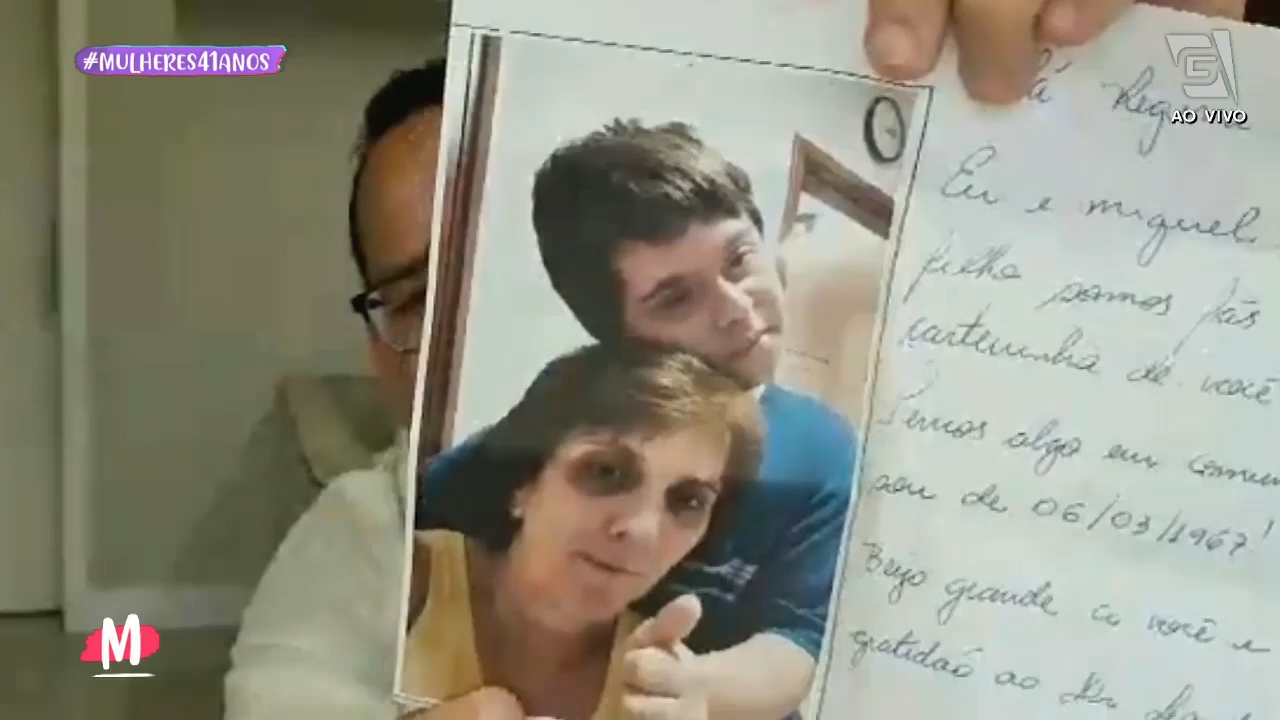 #MULHERES41ANOS
AO VIVO
Eu e miguel
filho somos fãs
carteirinha de você
Temos algo em comum
sou de 06/03/1967!
Beijo grande a você e
gratidão ao
M